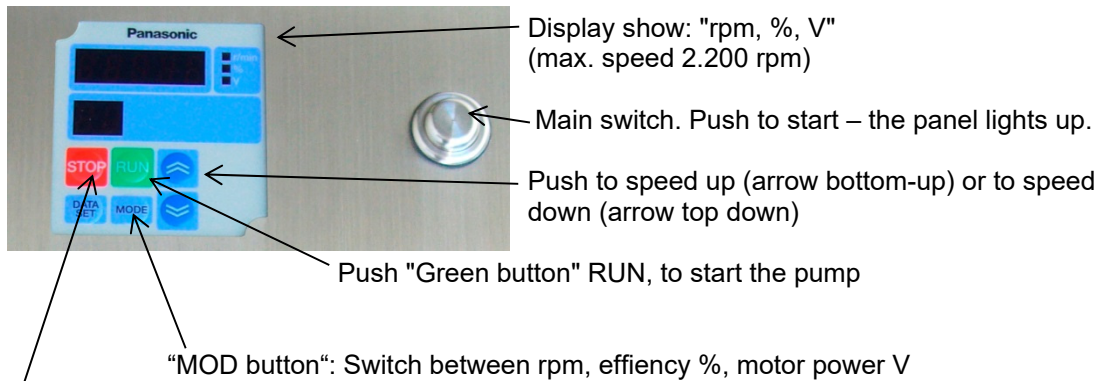 Panasonic
r/min
%
V
Display show: "rpm, %, V"
(max. speed 2.200 rpm)
Main switch. Push to start – the panel lights up.
STOP RUN
DATA SET MODE
Push to speed up (arrow bottom-up) or to speed
down (arrow top down)
Push "Green button" RUN, to start the pump
“MOD button“: Switch between rpm, effiency %, motor power V